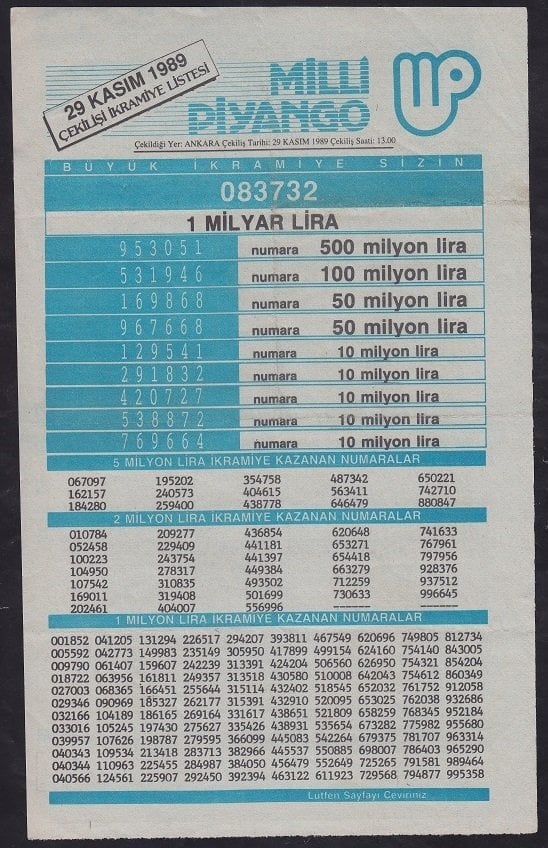 29 KASIM 1989
ÇEKİLİŞİ İKRAMİYE LİSTESİ
MİLLİ
PİYANGO
Çekildiği Yer: ANKARA Çekiliş Tarihi: 29 KASIM 1989 Çekiliş Saati: 13.00
BÜYÜK İKRAMİYE SİZİN
083732
1 MİLYAR LİRA
953051 numara 500 milyon lira
531946 numara 100 milyon lira
169868 numara 50 milyon lira
967668 numara 50 milyon lira
129541 numara 10 milyon lira
291832 numara 10 milyon lira
420727 numara 10 milyon lira
538872 numara 10 milyon lira
769664 numara 10 milyon lira
5 MİLYON LİRA İKRAMİYE KAZANAN NUMARALAR
067097 195202 354758 487342 650221
162157 240573 404615 563411 742710
184280 259400 438778 646479 880847
2 MİLYON LİRA İKRAMİYE KAZANAN NUMARALAR
010784 209277 436854 620648 741633
052458 229409 441181 653271 767961
100223 243754 441397 654418 797956
104950 278317 449384 663279 928376
107542 310835 493502 712259 937512
169011 319408 501699 730633 996645
202461 404007 556996 ------ ------
1 MİLYON LİRA İKRAMİYE KAZANAN NUMARALAR
001852 041205 131294 226517 294207 393811 467549 620696 749805 812734
005592 042773 149983 235149 305950 417899 499154 624160 754140 843005
009790 061407 159607 242239 313391 424204 506560 626950 754321 854204
018722 063956 161811 249357 313518 430580 510008 642043 754612 860349
027003 068365 166451 255644 315114 432402 518545 652032 761752 912058
029346 090969 185327 262177 315391 432910 520095 653025 762038 932686
032166 104189 186165 269164 331617 438651 521809 658259 768345 952184
033016 105245 197430 275627 335426 438931 535654 673282 775982 955680
039957 107626 198787 279595 366099 445083 542264 679375 781707 963314
040343 109534 213418 283713 382966 445537 550885 698007 786403 965290
040344 110963 225455 284987 384050 456479 552649 725265 791581 989464
040566 124561 225907 292450 392394 463122 611923 729568 794877 995358
Lütfen Sayfayı Çeviriniz